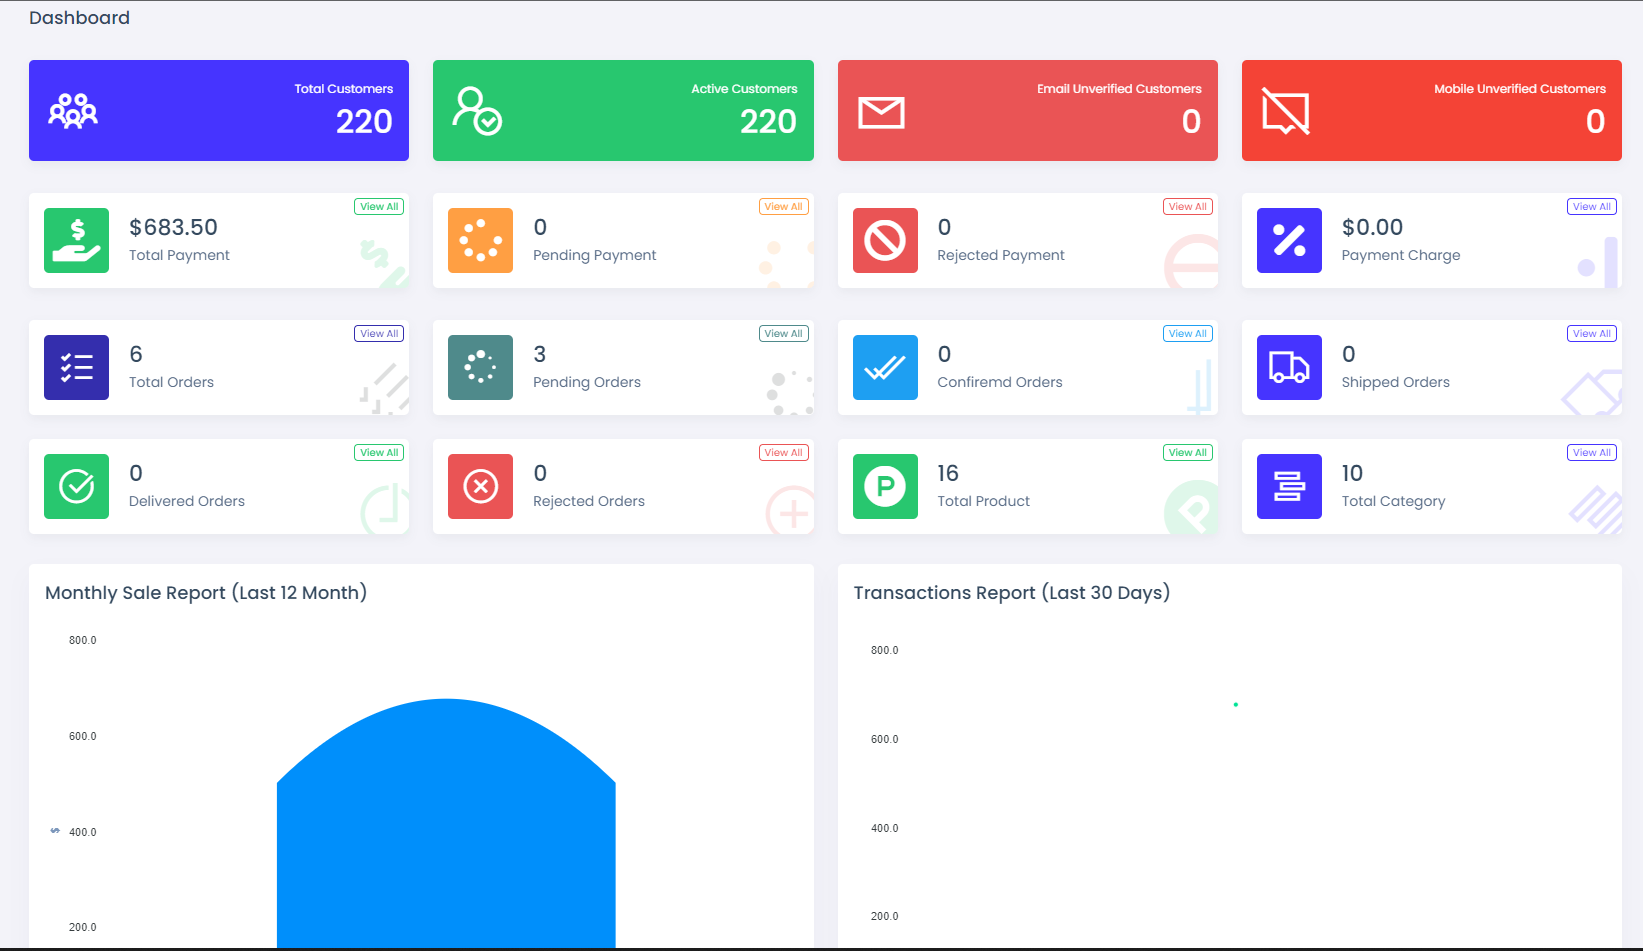 Dashboard
Total Customers
220
Active Customers
220
Email Unverified Customers
0
Mobile Unverified Customers
0
View All
$683.50
Total Payment
View All
0
Pending Payment
View All
0
Rejected Payment
View All
$0.00
Payment Charge
View All
6
Total Orders
View All
3
Pending Orders
View All
0
Confiremd Orders
View All
0
Shipped Orders
View All
0
Delivered Orders
View All
0
Rejected Orders
View All
P
16
Total Product
View All
10
Total Category
Monthly Sale Report (Last 12 Month)
800.0
600.0
$
400.0
200.0
Transactions Report (Last 30 Days)
800.0
600.0
400.0
200.0